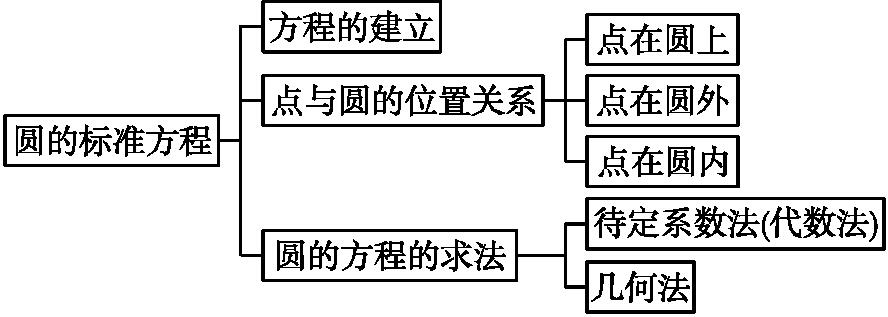 圆的标准方程
方程的建立
点与圆的位置关系
点在圆上
点在圆外
点在圆内
圆的方程的求法
待定系数法(代数法)
几何法